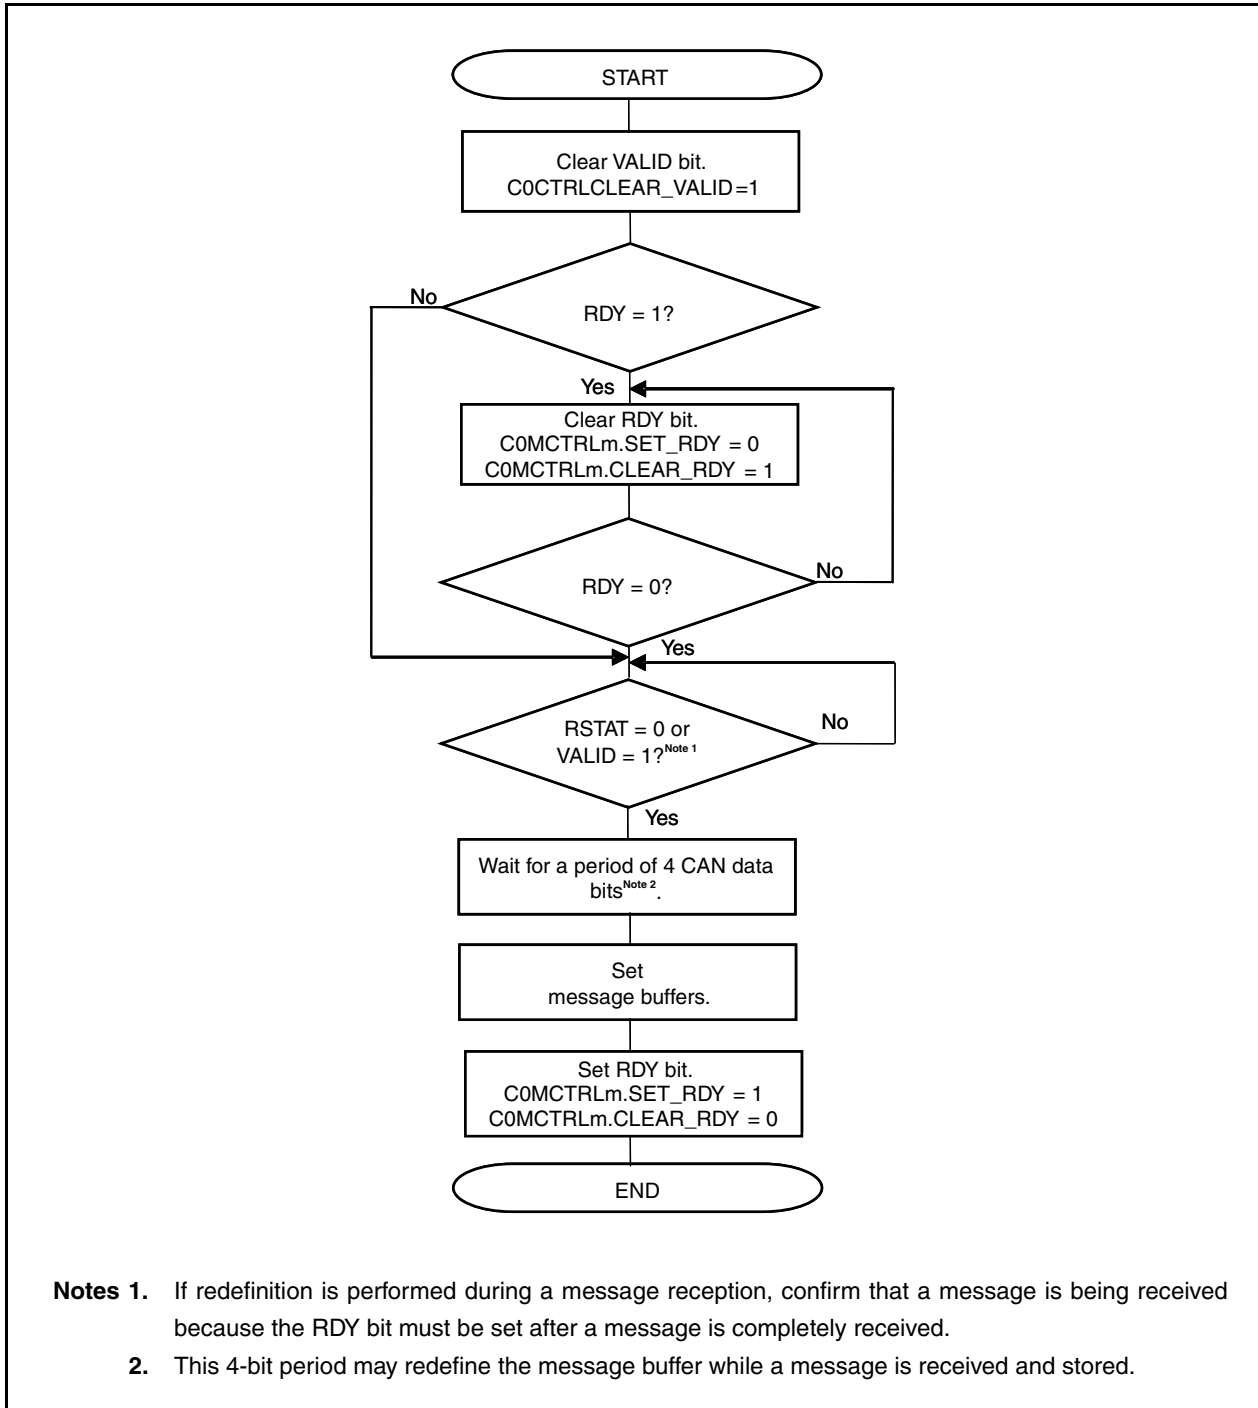 START
Clear VALID bit.
C0CTRLCLEAR_VALID=1
No
RDY = 1?
Yes
Clear RDY bit.
C0MCTRLm.SET_RDY = 0
C0MCTRLm.CLEAR_RDY = 1
No
RDY = 0?
Yes
RSTAT = 0 or
VALID = 1?Note 1
No
Yes
Wait for a period of 4 CAN data
bitsNote 2.
Set
message buffers.
Set RDY bit.
C0MCTRLm.SET_RDY = 1
C0MCTRLm.CLEAR_RDY = 0
END
Notes 1. If redefinition is performed during a message reception, confirm that a message is being received
because the RDY bit must be set after a message is completely received.
2. This 4-bit period may redefine the message buffer while a message is received and stored.